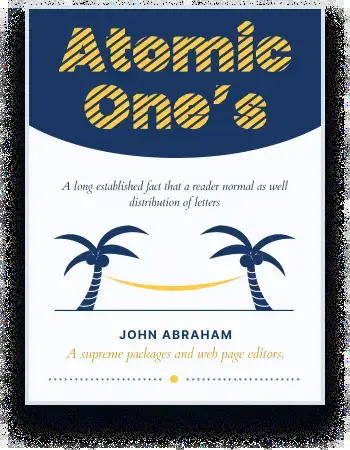 Atomic
One's
A long established fact that a reader normal as well
distribution of letters
JOHN ABRAHAM
A supreme packages and web page editors.